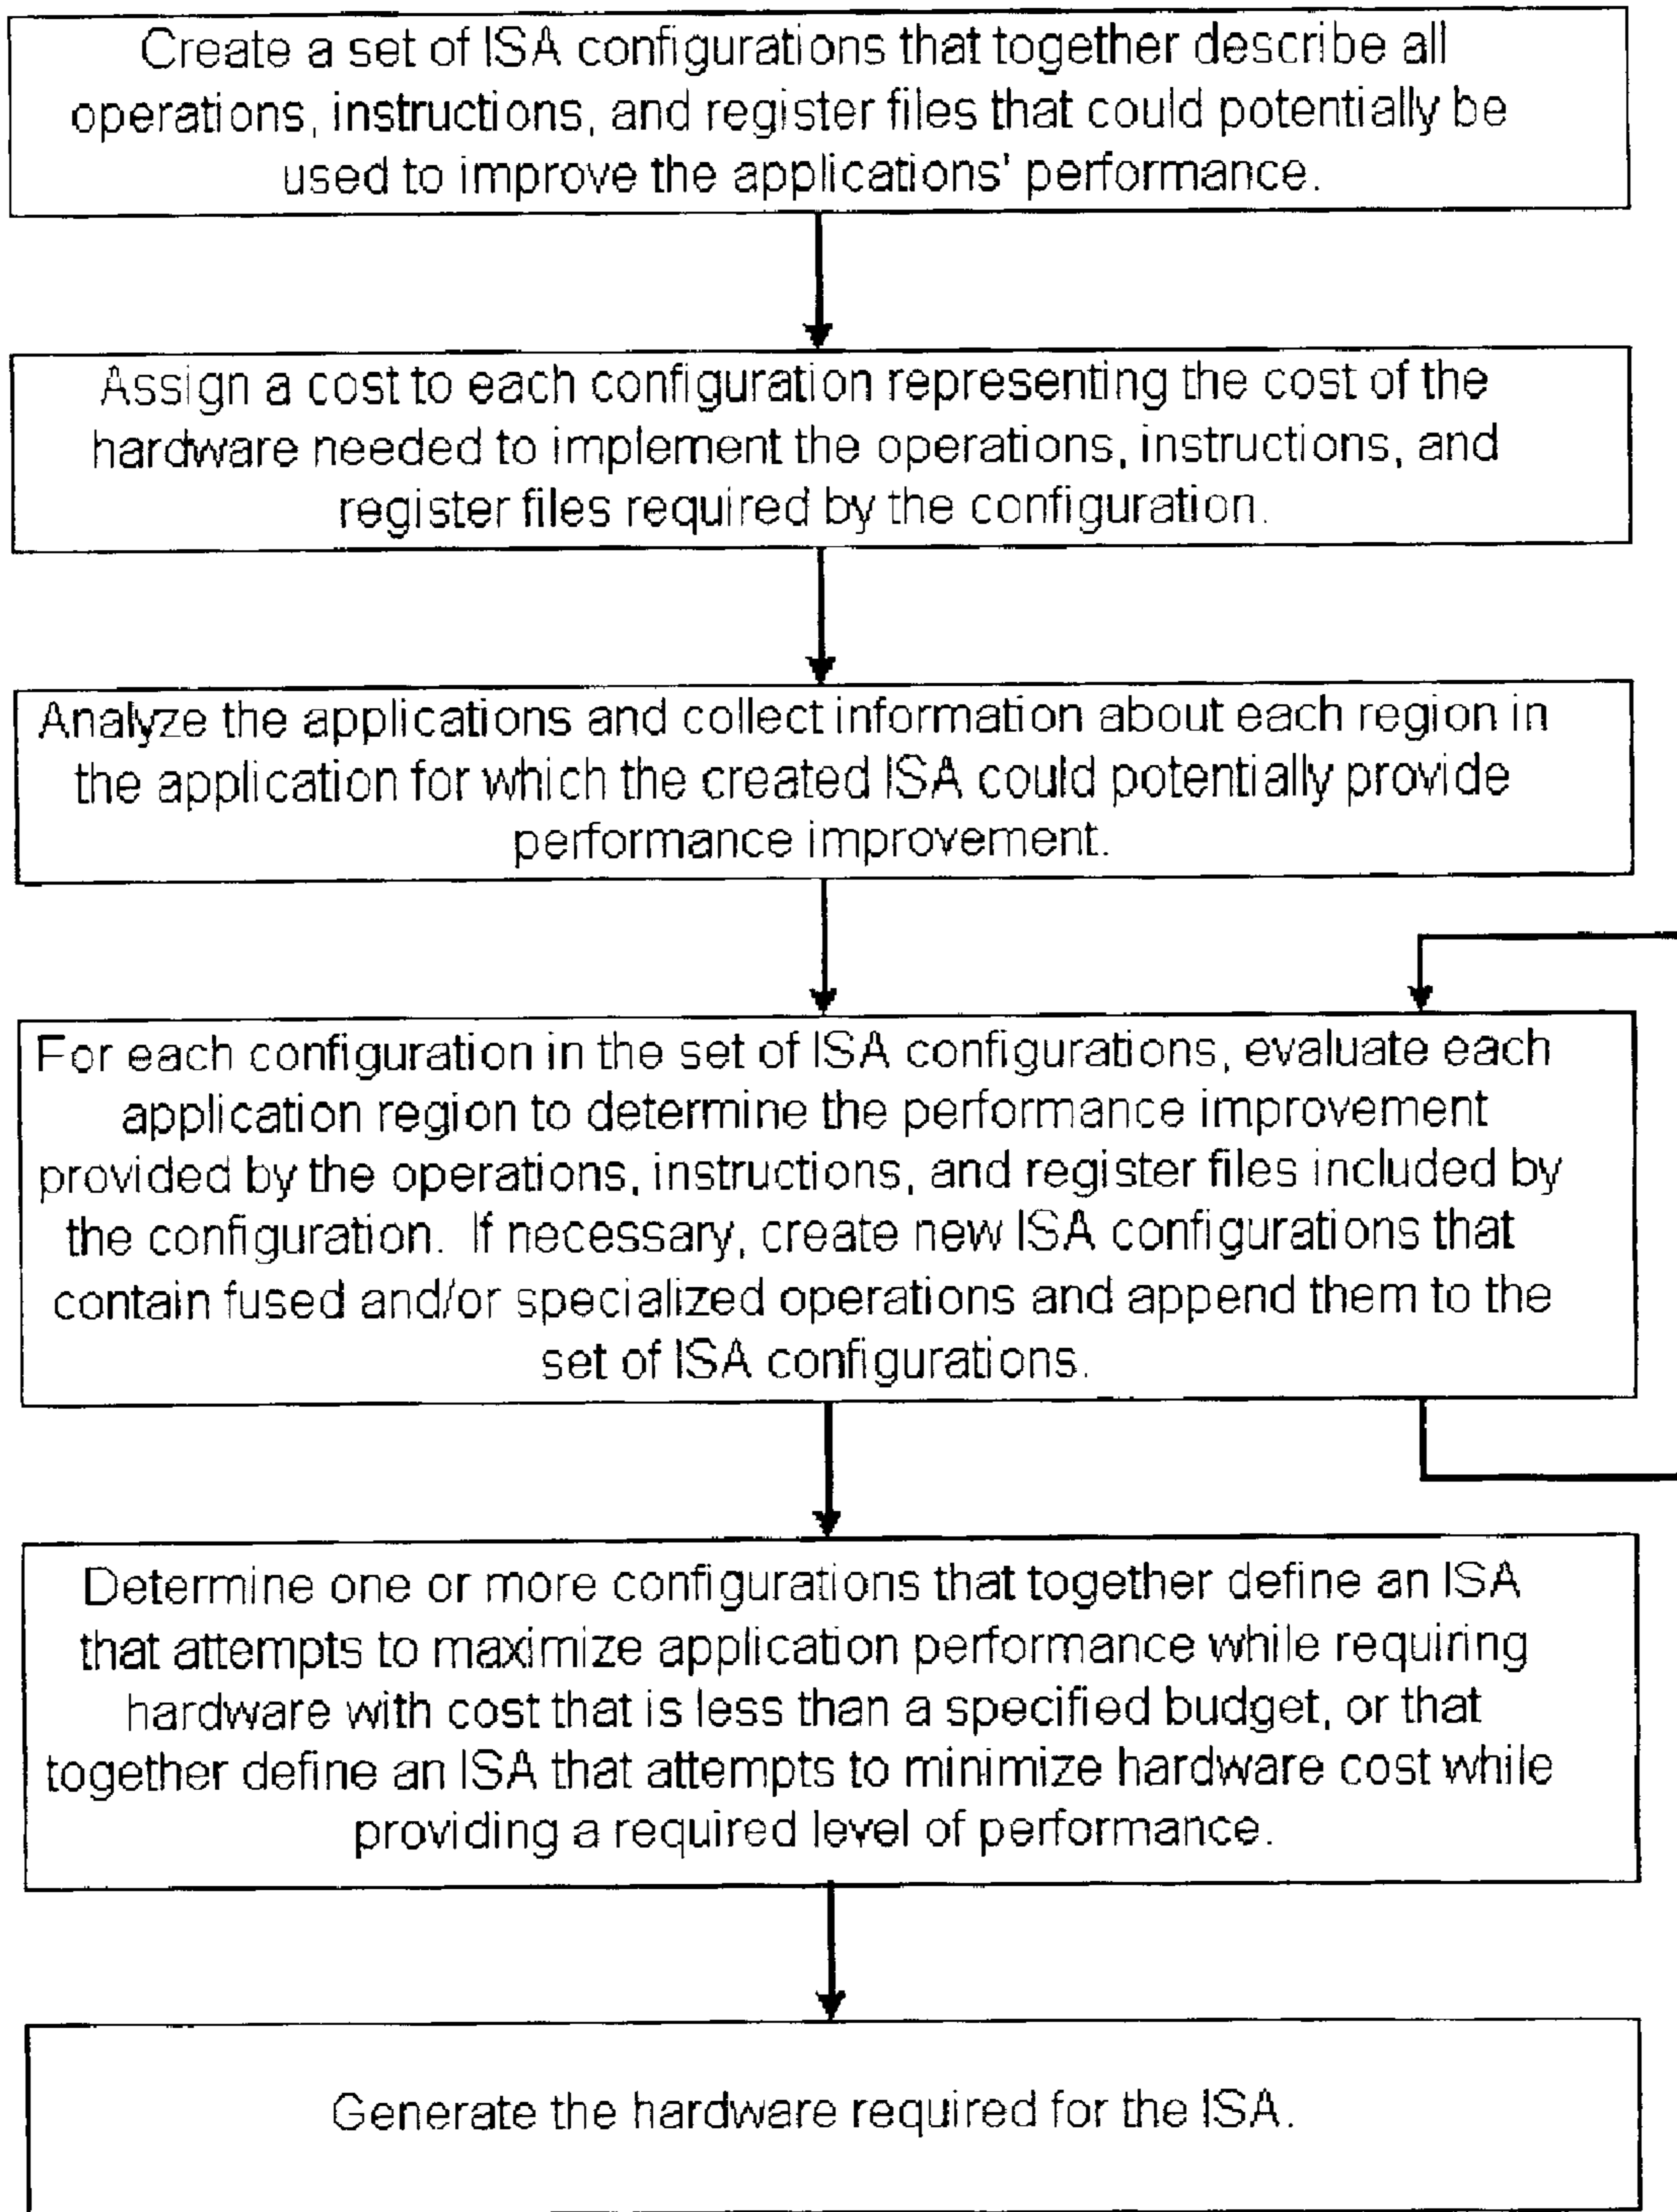 Create a set of ISA configurations that together describe all
operations, instructions, and register files that could potentially be
used to improve the applications' performance.
Assign a cost to each configuration representing the cost of the
hardware needed to implement the operations, instructions, and
register files required by the configuration.
Analyze the applications and collect information about each region in
the application for which the created ISA could potentially provide
performance improvement.
For each configuration in the set of ISA configurations, evaluate each
application region to determine the performance improvement
provided by the operations, instructions, and register files included by
the configuration. If necessary, create new ISA configurations that
contain fused and/or specialized operations and append them to the
set of ISA configurations.
Determine one or more configurations that together define an ISA
that attempts to maximize application performance while requiring
hardware with cost that is less than a specified budget, or that
together define an ISA that attempts to minimize hardware cost while
providing a required level of performance.
Generate the hardware required for the ISA.